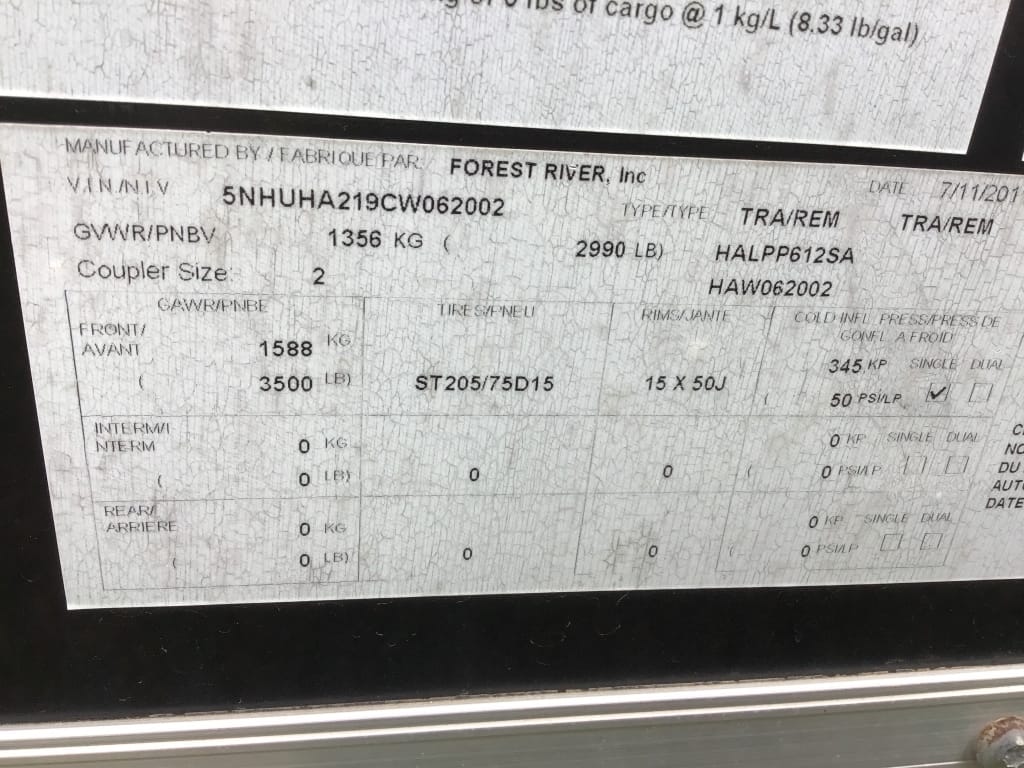 0 lbs of cargo @ 1 kg/L (8.33 lb/gal)
MANUFACTURED BY / FABRIQUE PAR: FOREST RIVER, Inc DATE 7/11/201
V.I.N./N.I.V 5NHUHA219CW062002 TYPE/TYPE TRA/REM TRA/REM
GVWR/PNBV 1356 KG ( 2990 LB) HALPP612SA
Coupler Size: 2 HAW062002
GAWR/PNBE TIRES/PNEU RIMS/JANTE COLD INFL. PRESS/PRESS DE
GONFL. A FROID
FRONT/
AVANT 1588 KG 345 KP SINGLE DUAL
( 3500 LB) ST205/75D15 15 X 50J ( 50 PSI/LP
INTERM/I
NTERM 0 KG 0 KP SINGLE DUAL
( 0 LB) 0 0 ( 0 PSI/LP
REAR/
ARRIERE 0 KG 0 KP SINGLE DUAL
( 0 LB) 0 0 ( 0 PSI/LP
DU
DATE